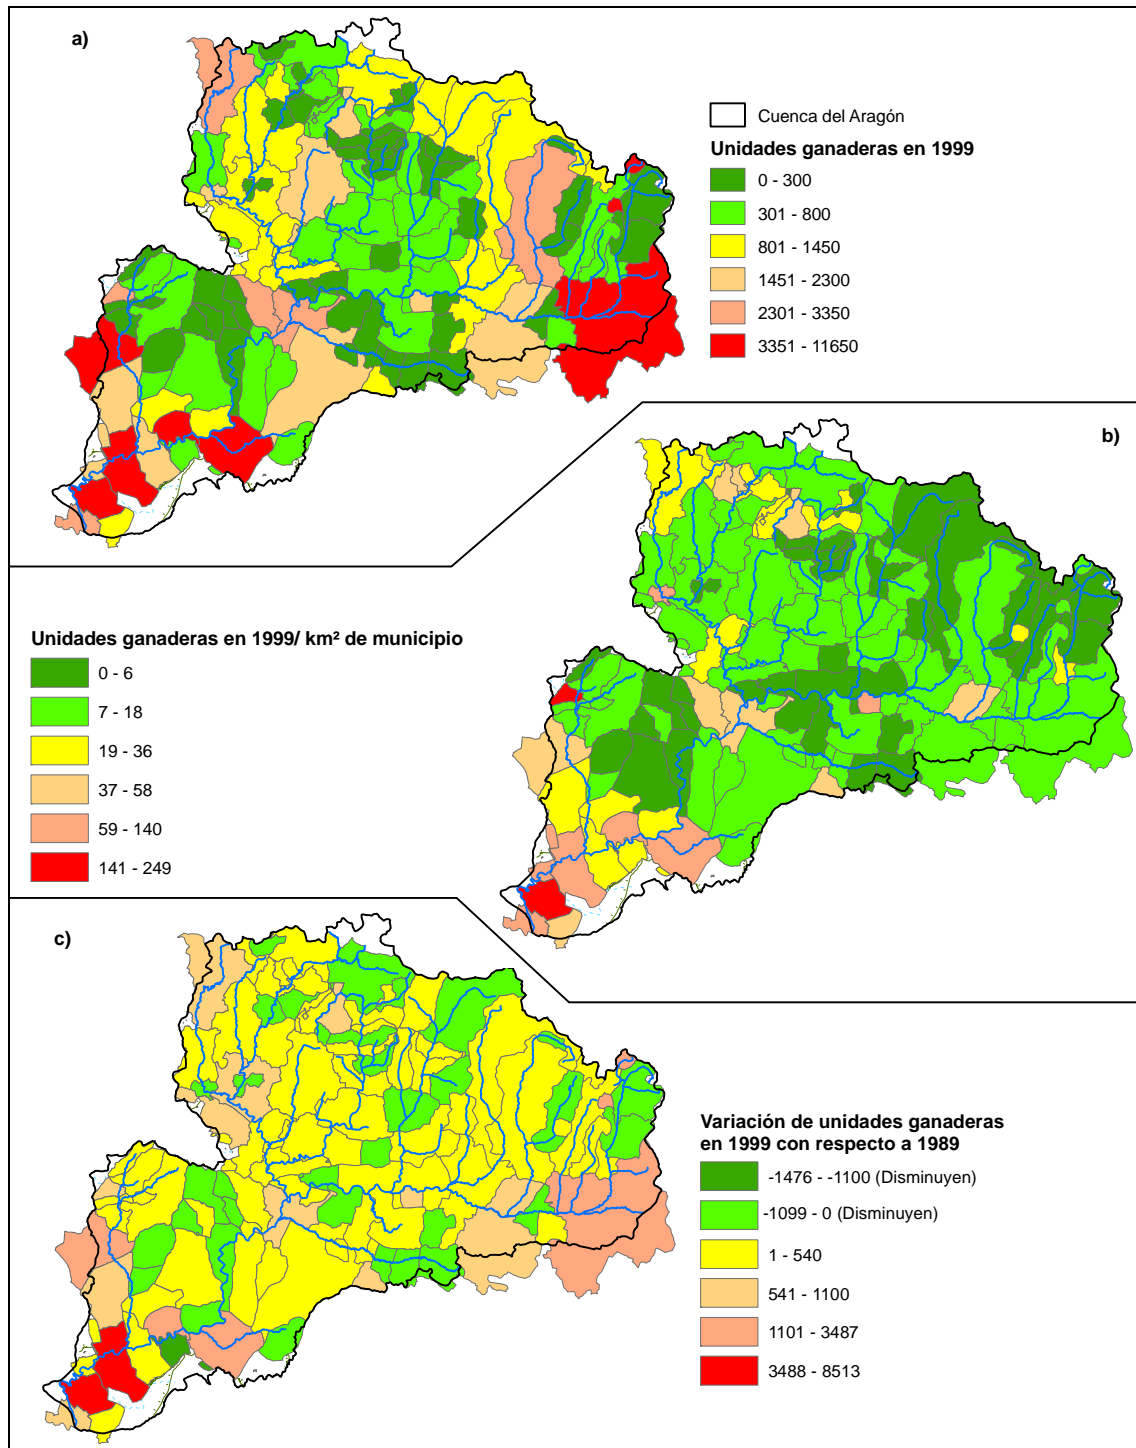 a)
Cuenca del Aragón
Unidades ganaderas en 1999
0 - 300
301 - 800
801 - 1450
1451 - 2300
2301 - 3350
3351 - 11650
b)
Unidades ganaderas en 1999/ km² de municipio
0 - 6
7 - 18
19 - 36
37 - 58
59 - 140
141 - 249
c)
Variación de unidades ganaderas
en 1999 con respecto a 1989
-1476 - -1100 (Disminuyen)
-1099 - 0 (Disminuyen)
1 - 540
541 - 1100
1101 - 3487
3488 - 8513